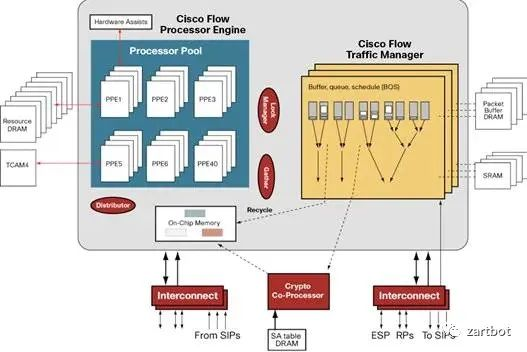 Hardware Assists
Cisco Flow
Processor Engine
Processor Pool
PPE1
PPE2
PPE3
PPE5
PPE6
PPE40
Resource
DRAM
TCAM4
Lock
Manager
Gather
Distributor
Cisco Flow
Traffic Manager
Buffer, queue, schedule (BQS)
Packet
Buffer
DRAM
SRAM
Recycle
On-Chip Memory
Interconnect
From SIPs
Crypto
Co-Processor
SA table
DRAM
Interconnect
ESP
RPs
To SIPs
zartbot